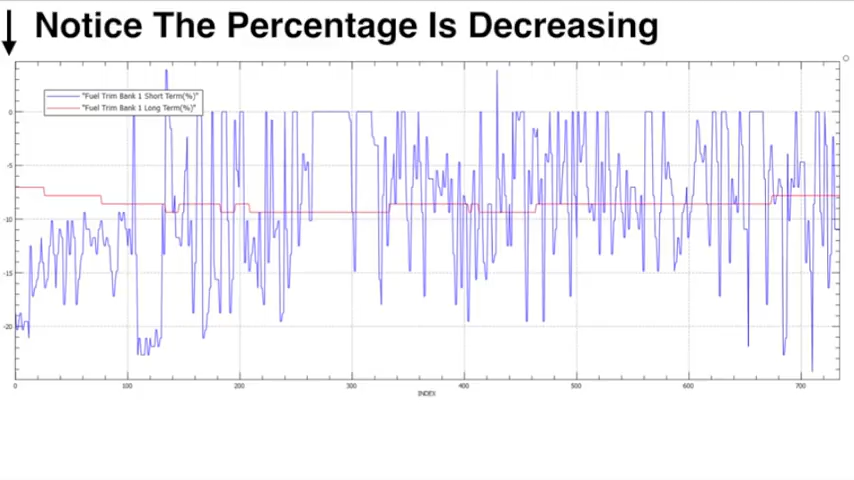 Notice The Percentage Is Decreasing
"Fuel Trim Bank 1 Short Term(%)"
"Fuel Trim Bank 1 Long Term(%)"
0
-5
-10
-15
-20
0 100 200 300 400 500 600 700
INDEX